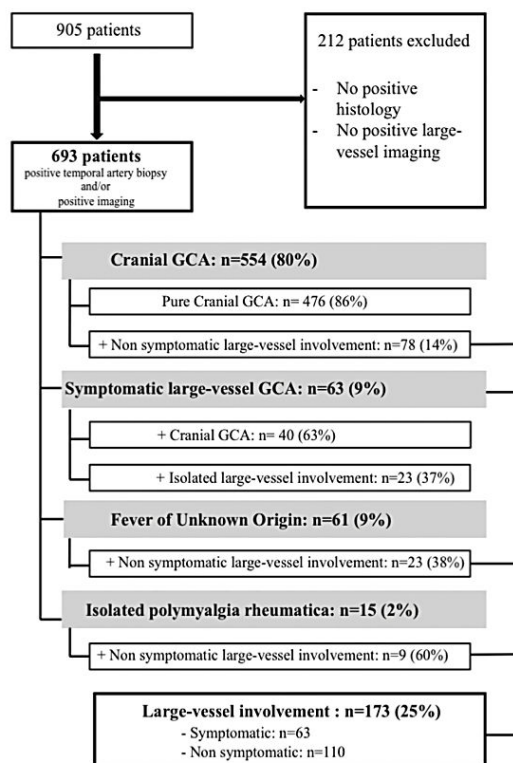 905 patients
212 patients excluded
- No positive
histology
- No positive large-
vessel imaging
693 patients
positive temporal artery biopsy
and/or
positive imaging
Cranial GCA: n=554 (80%)
Pure Cranial GCA: n= 476 (86%)
+ Non symptomatic large-vessel involvement: n=78 (14%)
Symptomatic large-vessel GCA: n=63 (9%)
+ Cranial GCA: n= 40 (63%)
+ Isolated large-vessel involvement: n=23 (37%)
Fever of Unknown Origin: n=61 (9%)
+ Non symptomatic large-vessel involvement: n=23 (38%)
Isolated polymyalgia rheumatica: n=15 (2%)
+ Non symptomatic large-vessel involvement: n=9 (60%)
Large-vessel involvement : n=173 (25%)
- Symptomatic: n=63
- Non symptomatic: n=110